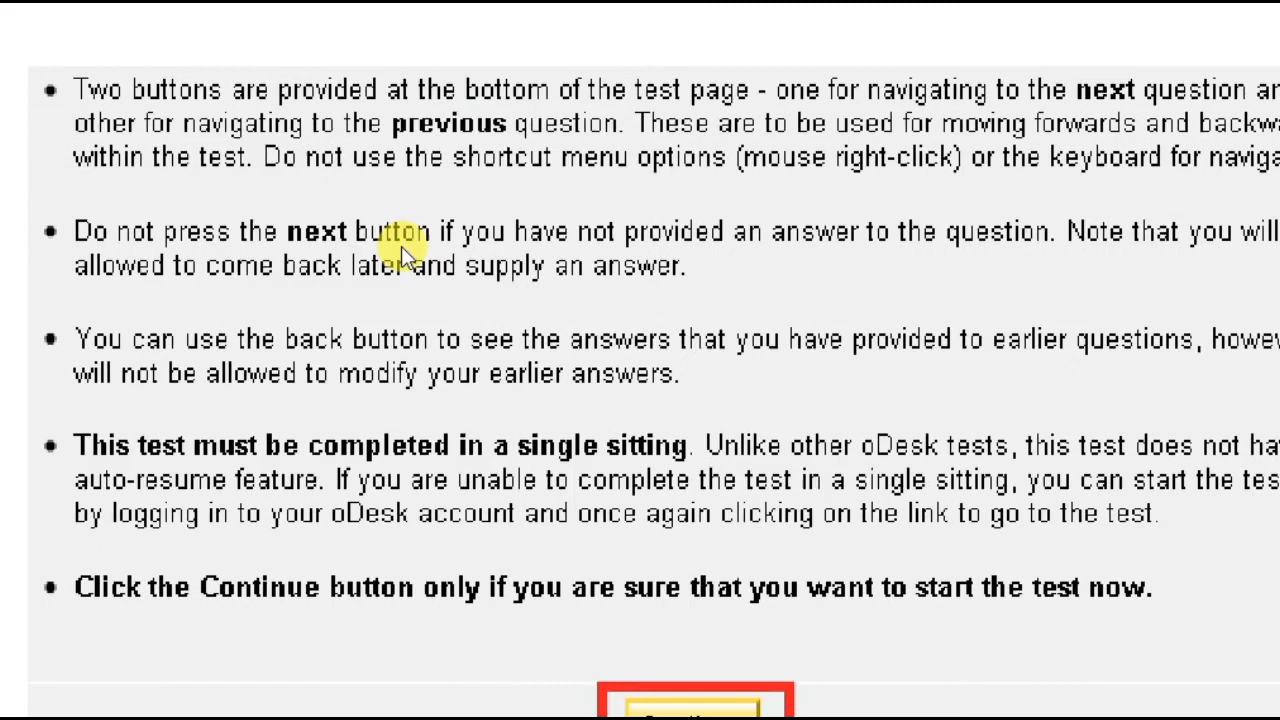 Two buttons are provided at the bottom of the test page - one for navigating to the next question
other for navigating to the previous question. These are to be used for moving forwards and
within the test. Do not use the shortcut menu options (mouse right-click) or the keyboard for
Do not press the next button if you have not provided an answer to the question. Note that you will
allowed to come back later and supply an answer.
You can use the back button to see the answers that you have provided to earlier questions,
will not be allowed to modify your earlier answers.
This test must be completed in a single sitting. Unlike other oDesk tests, this test does not
auto-resume feature. If you are unable to complete the test in a single sitting, you can start the
by logging in to your oDesk account and once again clicking on the link to go to the test.
Click the Continue button only if you are sure that you want to start the test now.